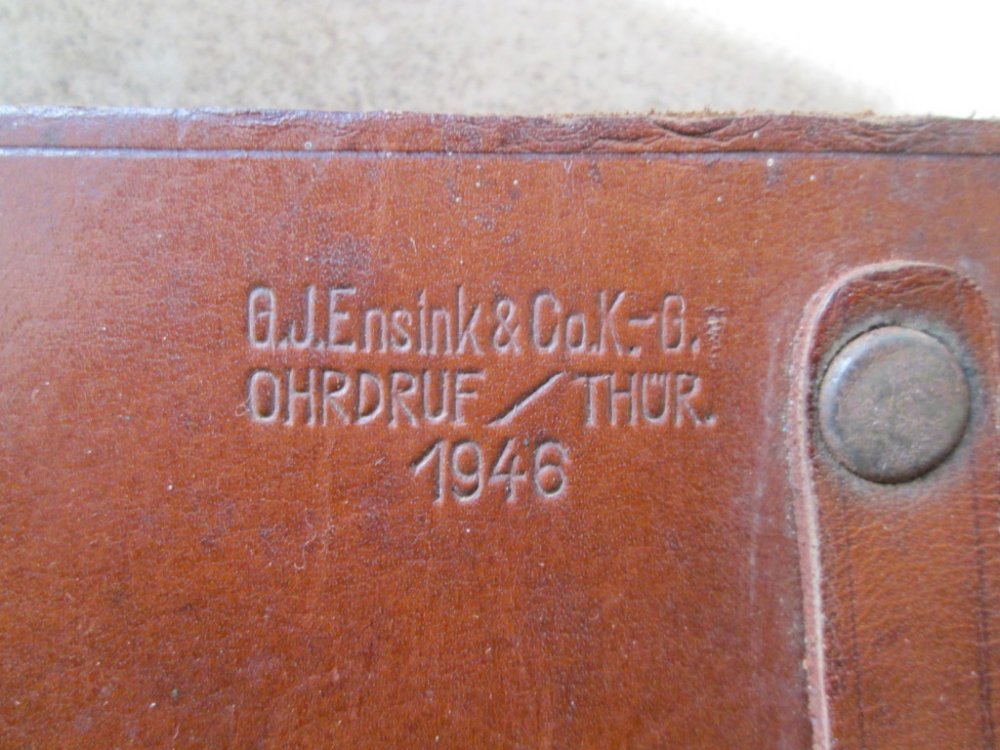 G.J.Ensink & Co.K.-G.
OHRDRUF / THÜR.
1946